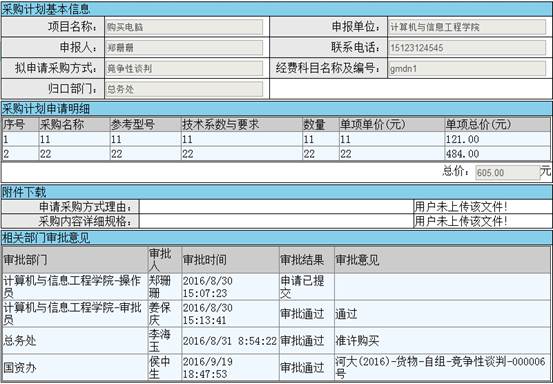 采购计划基本信息
项目名称: 购买电脑 申报单位: 计算机与信息工程学院
申报人: 郑珊珊 联系电话: 15123124545
拟申请采购方式: 竞争性谈判 经费科目名称及编号: gmdn1
归口部门: 总务处
采购计划申请明细
序号 采购名称 参考型号 技术系数与要求 数量 单项单价(元) 单项总价(元)
1 11 11 11 11 11 121.00
2 22 22 22 22 22 484.00
总价: 605.00 元
附件下载
申请采购方式理由: 用户未上传该文件!
采购内容详细规格: 用户未上传该文件!
相关部门审批意见
审批部门 审批人 审批时间 审批结果 审批意见
计算机与信息工程学院-操作员 郑珊珊 2016/8/30 15:07:23 申请已提交
计算机与信息工程学院-审批员 姜保庆 2016/8/30 15:13:41 审批通过 通过
总务处 李海玉 2016/8/31 8:54:22 审批通过 准许购买
国资办 侯中生 2016/9/19 18:47:53 审批通过 河大(2016)-货物-自组-竞争性谈判-000006号